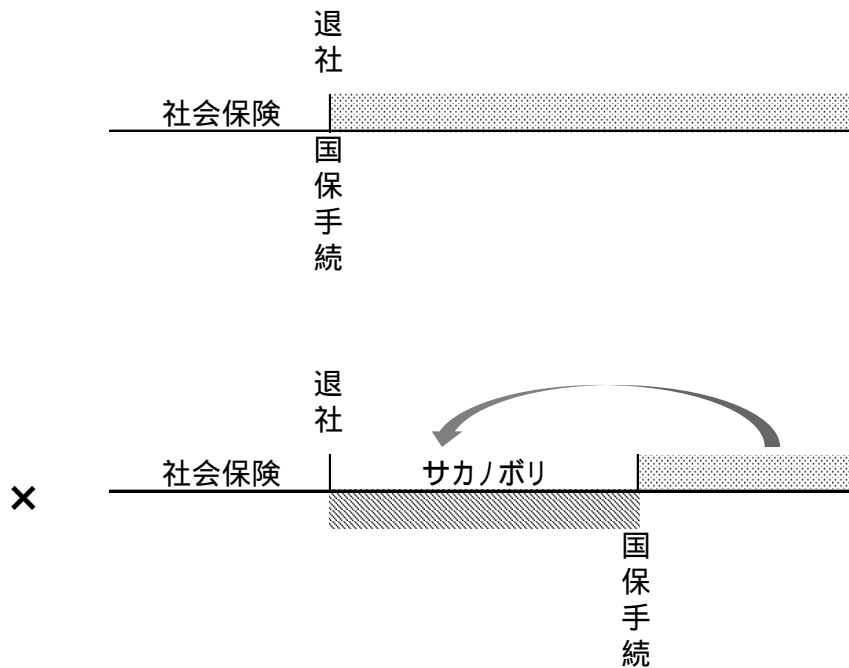 退社
社会保険
国保手続
退社
社会保険
サカノボリ
×
国保手続